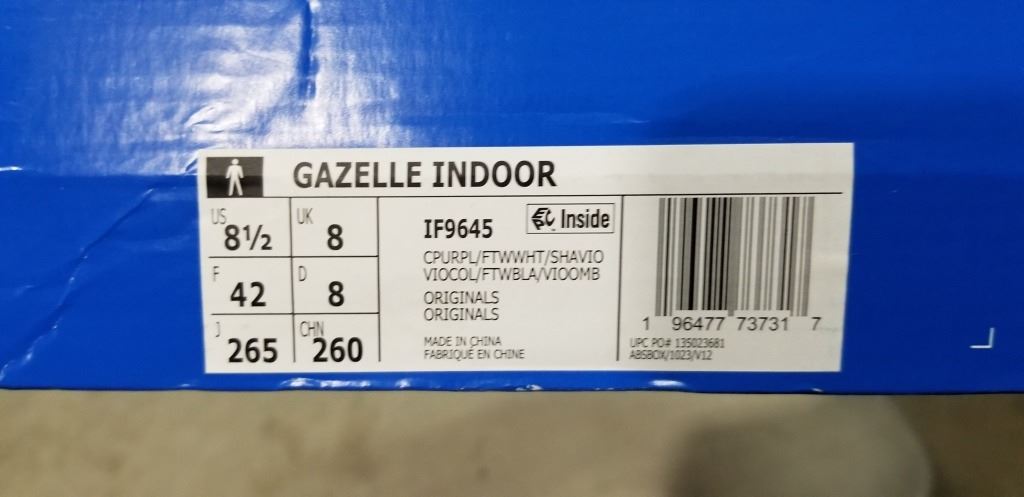 GAZELLE INDOOR
US 8½ UK 8
F 42 D 8
J 265 CHN 260
IF9645
Inside
CPURPL/FTWWHT/SHAVIO
VIOCOL/FTWBLA/VIOOMB
ORIGINALS
ORIGINALS
MADE IN CHINA
FABRIQUÉ EN CHINE
1 96477 73731 7
UPC PO# 135023681
ABSBOX/1023/V12